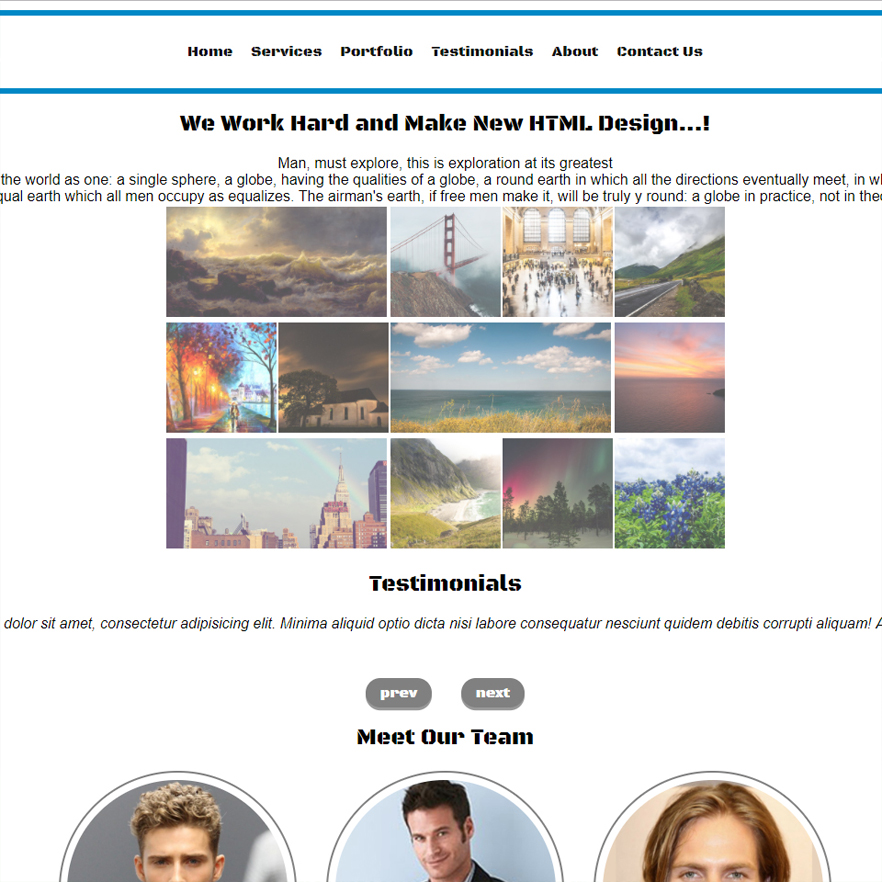 Home Services Portfolio Testimonials About Contact Us
We Work Hard and Make New HTML Design...!
Man, must explore, this is exploration at its greatest
the world as one: a single sphere, a globe, having the qualities of a globe, a round earth in which all the directions eventually meet, in
earth which all men occupy as equalizes. The airman's earth, if free men make it, will be truly y round: a globe in practice, not in
Testimonials
dolor sit amet, consectetur adipisicing elit. Minima aliquid optio dicta nisi labore consequatur nesciunt quidem debitis corrupti aliquam!
prev next
Meet Our Team